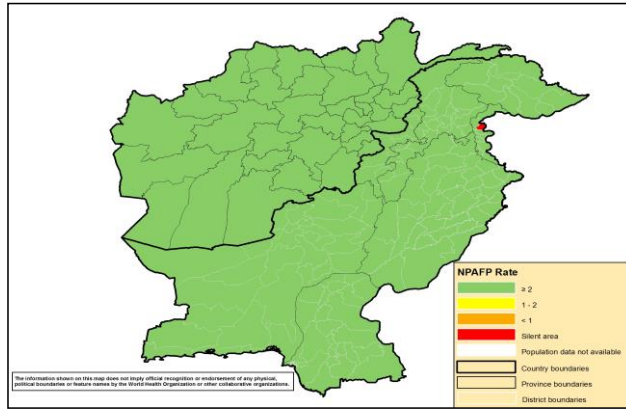 NPAFP Rate
≥ 2
1 - 2
< 1
Silent area
Population data not available
Country boundaries
Province boundaries
District boundaries
The information shown on this map does not imply official recognition or endorsement of any physical,
political boundaries or feature names by the World Health Organization or other collaborative organizations.